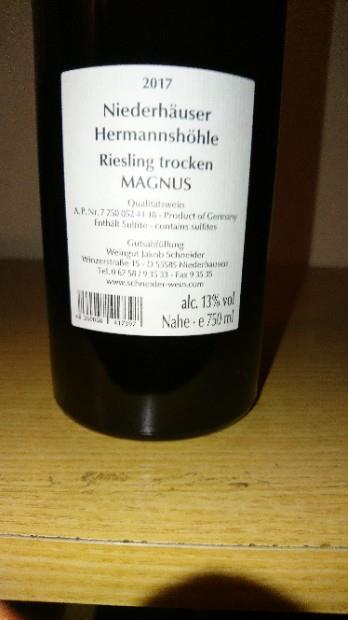 2017
Niederhäuser
Hermannshöhle
Riesling trocken
MAGNUS
Qualitätswein
A.P.Nr. 7 750 052 41 18 - Product of Germany
Enthält Sulfite - contains sulfites
Gutsabfüllung
Weingut Jakob Schneider
Winzerstraße 15 - D 55585 Niederhausen
Tel. 0 67 58 / 9 35 33 - Fax 9 35 35
www.schneider-wein.com
alc. 13% vol
Nahe - e 750 ml